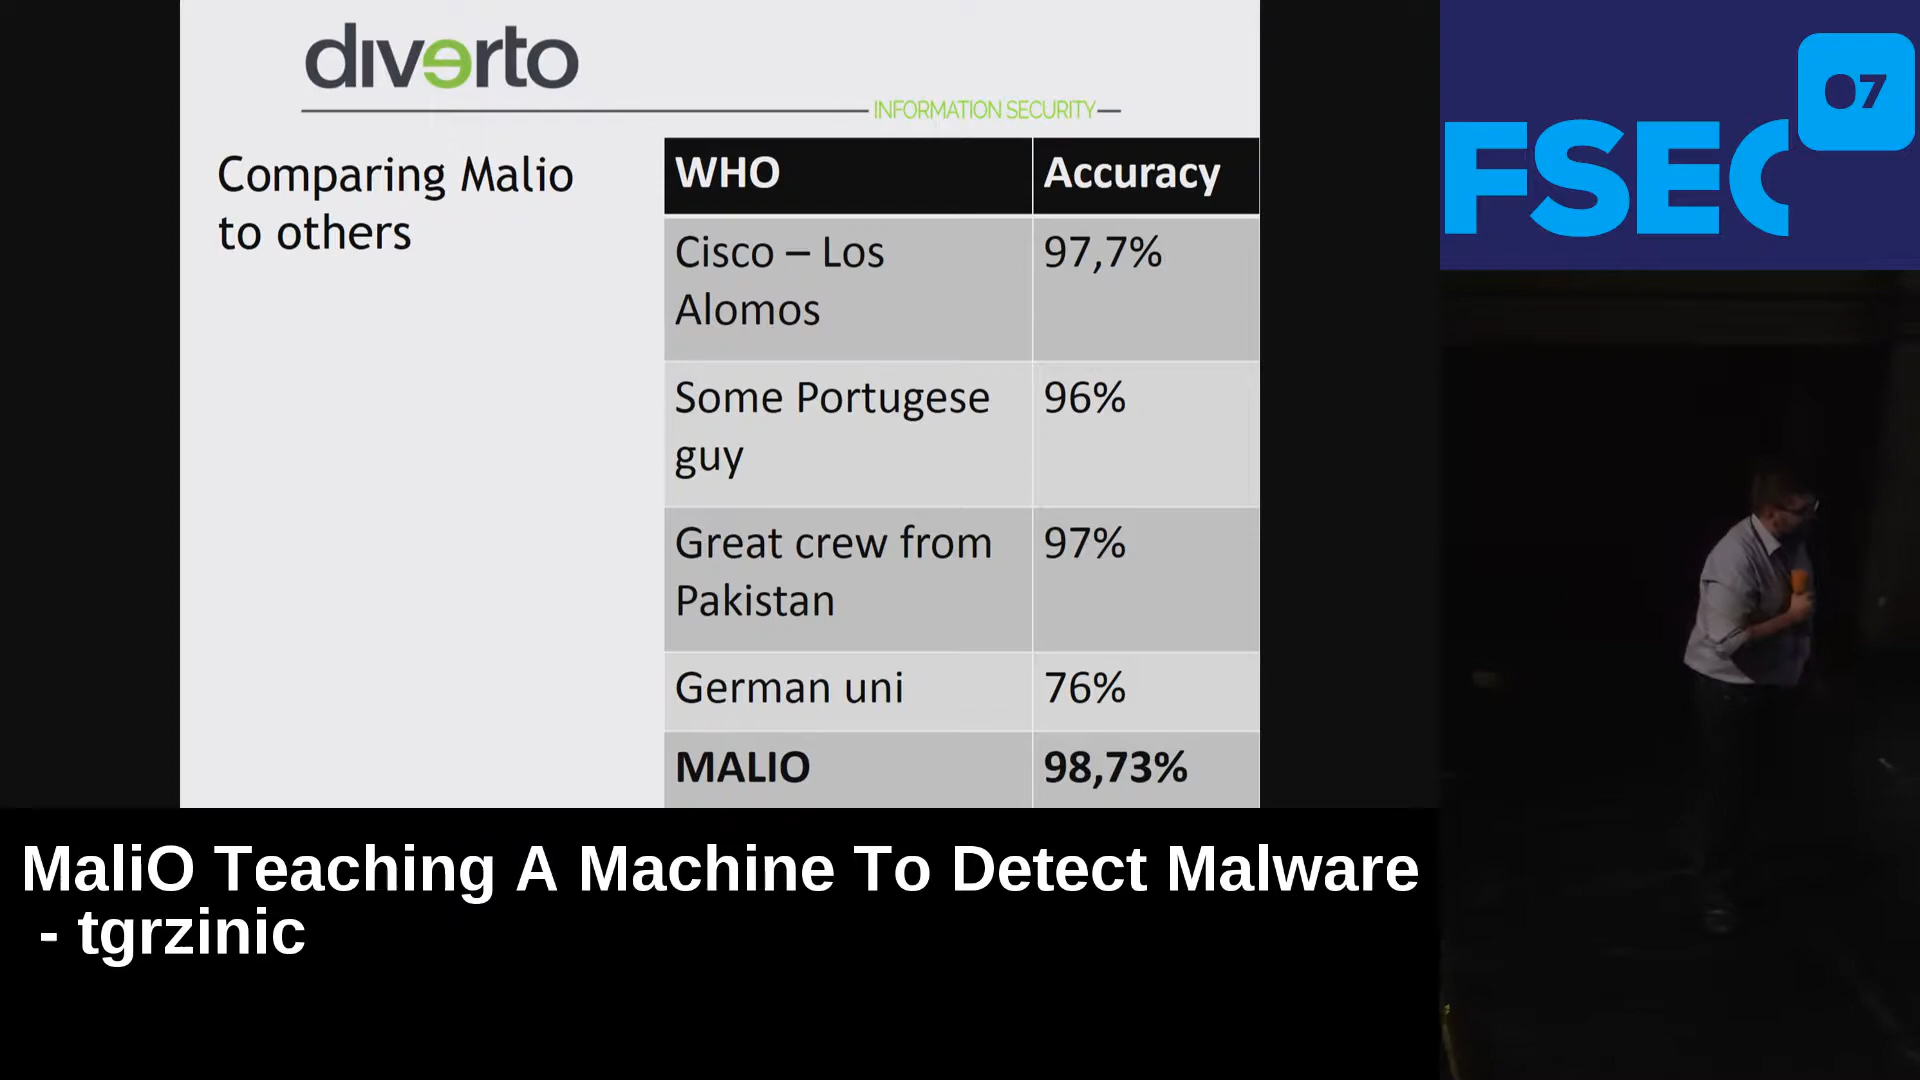 diverto
INFORMATION SECURITY
Comparing Malio
to others
WHO Accuracy
Cisco – Los 97,7%
Alomos
Some Portugese 96%
guy
Great crew from 97%
Pakistan
German uni 76%
MALIO 98,73%
FSEC 07
MaliO Teaching A Machine To Detect Malware
- tgrzinic